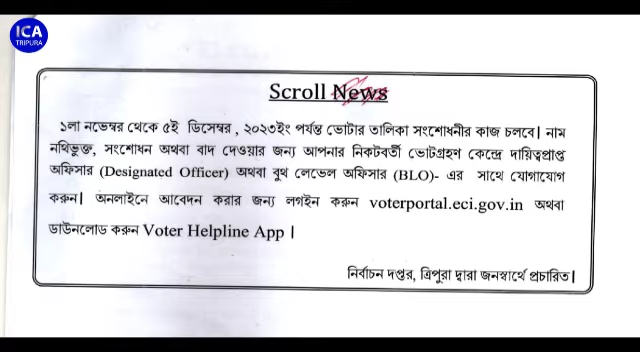 ICA
TRIPURA
Scroll News
১লা নভেম্বর থেকে ৫ই ডিসেম্বর , ২০২৩ইং পর্যন্ত ভোটার তালিকা সংশোধনীর কাজ চলবে। নাম
নথিভুক্ত, সংশোধন অথবা বাদ দেওয়ার জন্য আপনার নিকটবর্তী ভোটগ্রহণ কেন্দ্রে দায়িত্বপ্রাপ্ত
অফিসার (Designated Officer) অথবা বুথ লেভেল অফিসার (BLO)- এর সাথে যোগাযোগ
করুন। অনলাইনে আবেদন করার জন্য লগইন করুন voterportal.eci.gov.in অথবা
ডাউনলোড করুন Voter Helpline App ।
নির্বাচন দপ্তর, ত্রিপুরা দ্বারা জনস্বার্থে প্রচারিত।